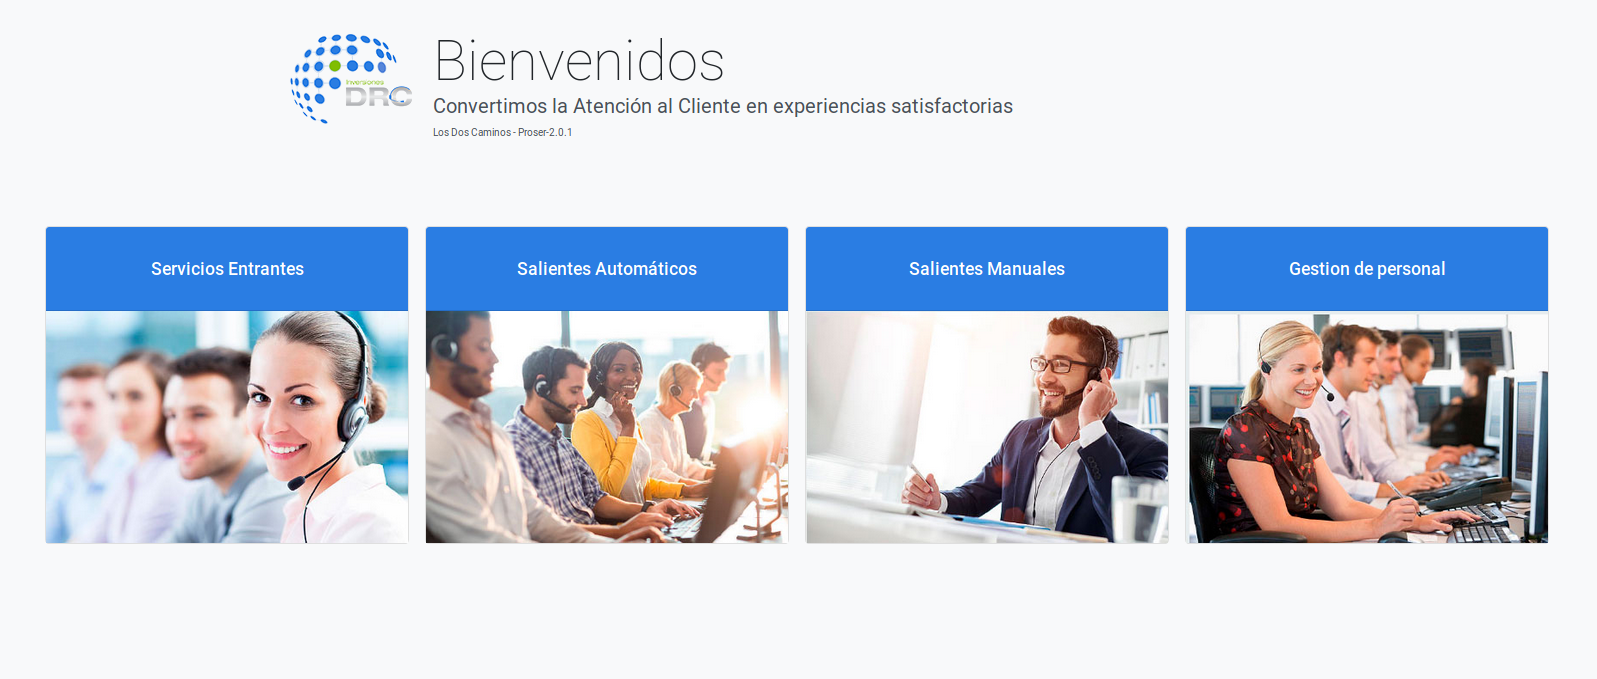 Bienvenidos
Inversiones
DRC
Convertimos la Atención al Cliente en experiencias satisfactorias
Los Dos Caminos - Proser-2.0.1
Servicios Entrantes
Salientes Automáticos
Salientes Manuales
Gestion de personal